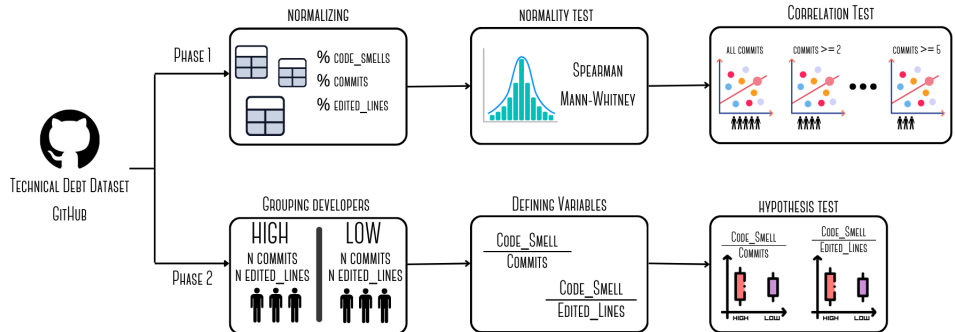 NORMALIZING
NORMALITY TEST
CORRELATION TEST
PHASE 1
% CODE_SMELLS
% COMMITS
% EDITED_LINES
SPEARMAN
MANN-WHITNEY
ALL COMMITS
COMMITS >= 2
COMMITS >= 5
TECHNICAL DEBT DATASET
GITHUB
PHASE 2
GROUPING DEVELOPERS
HIGH
N COMMITS
N EDITED_LINES
LOW
N COMMITS
N EDITED_LINES
DEFINING VARIABLES
CODE_SMELL
COMMITS
CODE_SMELL
EDITED_LINES
HYPOTHESIS TEST
CODE_SMELL
COMMITS
HIGH LOW
CODE_SMELL
EDITED_LINES
HIGH LOW